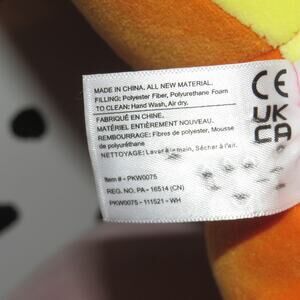 MADE IN CHINA. ALL NEW MATERIAL.
FILLING: Polyester Fiber, Polyurethane Foam
TO CLEAN: Hand Wash, Air dry.
FABRIQUÉ EN CHINE.
MATÉRIEL ENTIÈREMENT NOUVEAU.
REMBOURRAGE: Fibres de polyester, Mousse
de polyuréthane
NETTOYAGE: Laver à la main, Sécher à l'air.
Item # - PKW0075
REG. NO. PA - 16514 (CN)
PKW0075 - 111521 - WH
CE
UK
CA